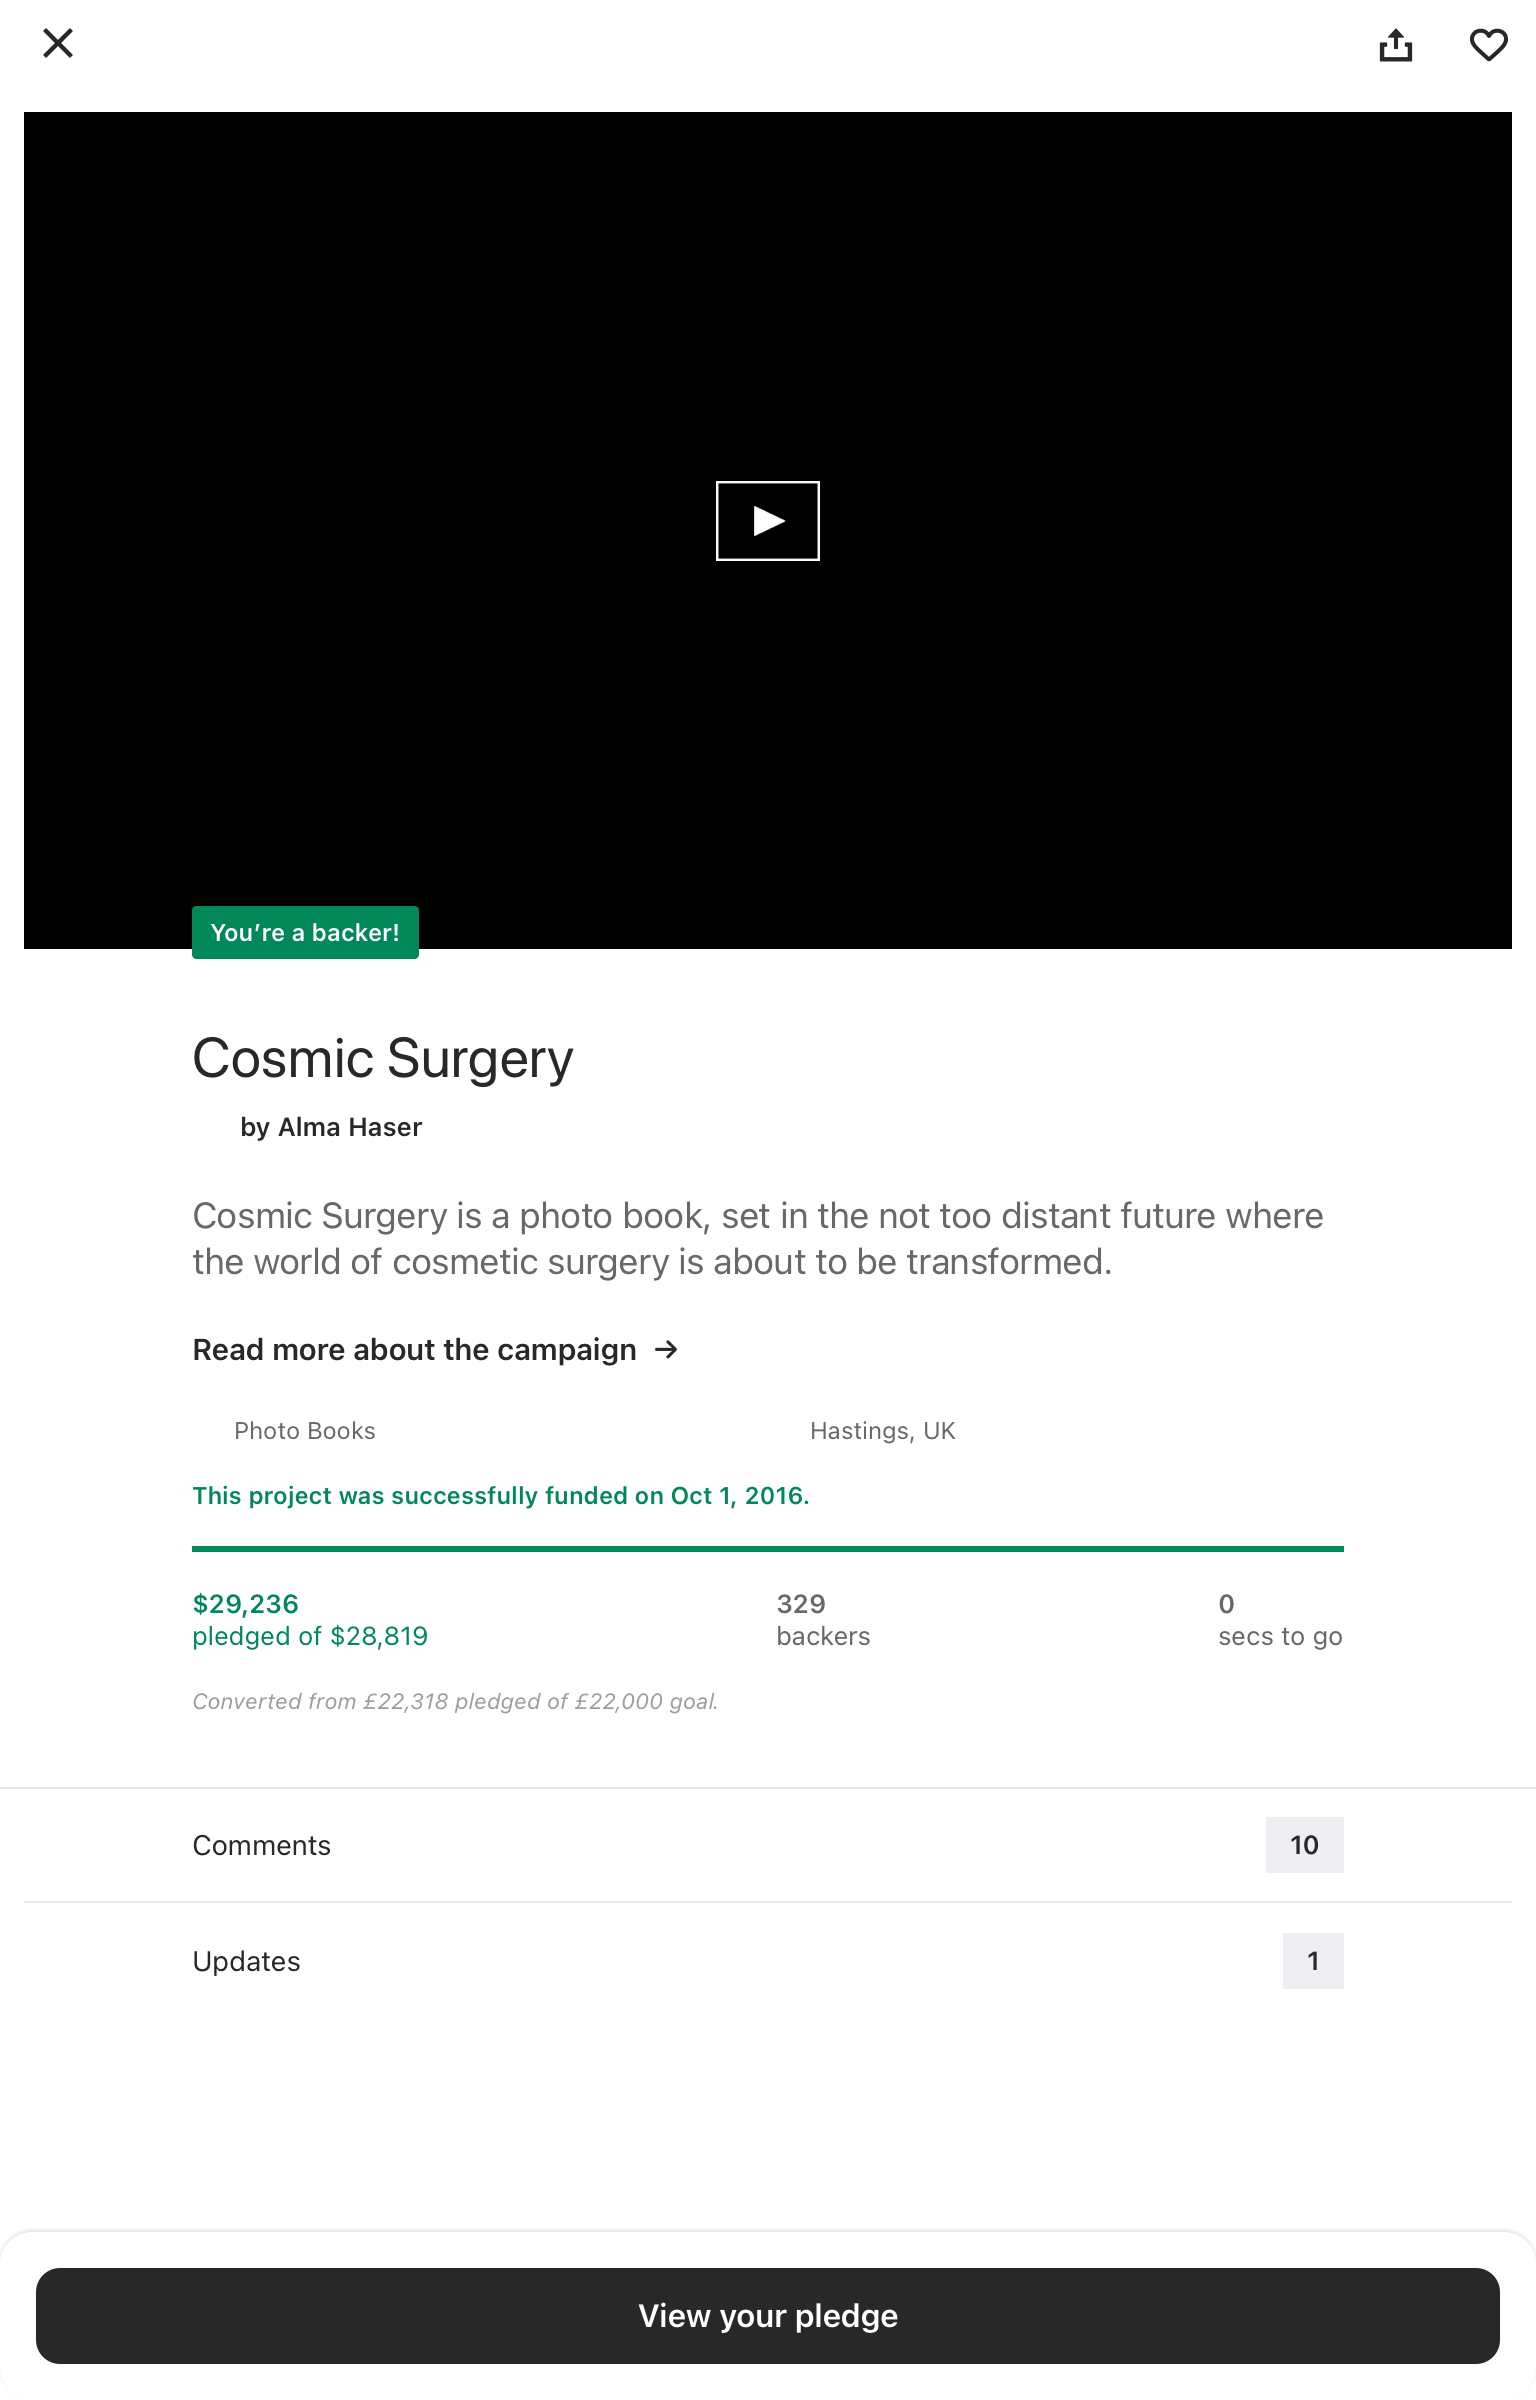 You’re a backer!
Cosmic Surgery
by Alma Haser
Cosmic Surgery is a photo book, set in the not too distant future where
the world of cosmetic surgery is about to be transformed.
Read more about the campaign
Photo Books
Hastings, UK
This project was successfully funded on Oct 1, 2016.
$29,236
pledged of $28,819
329
backers
0
secs to go
Converted from £22,318 pledged of £22,000 goal.
Comments
10
Updates
1
View your pledge